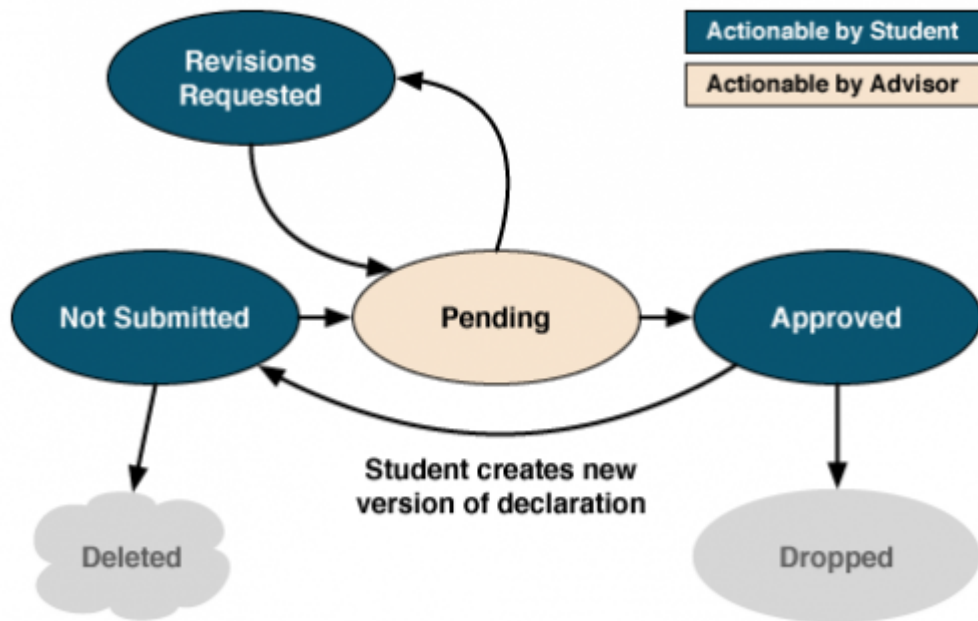 Revisions
Requested
Actionable by Student
Actionable by Advisor
Not Submitted
Pending
Approved
Student creates new
version of declaration
Deleted
Dropped